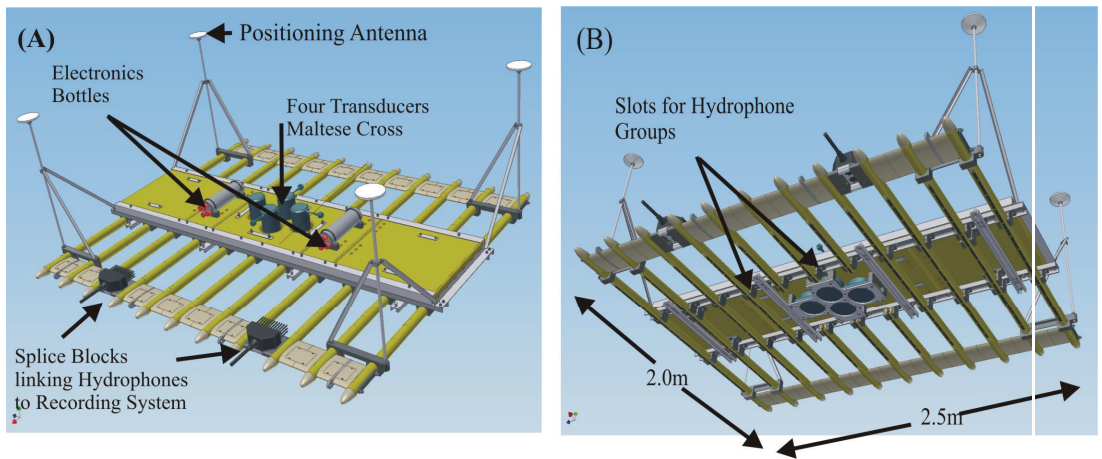 (A)
Positioning Antenna
Electronics
Bottles
Four Transducers
Maltese Cross
Splice Blocks
linking Hydrophones
to Recording System
(B)
Slots for Hydrophone
Groups
2.0m
2.5m